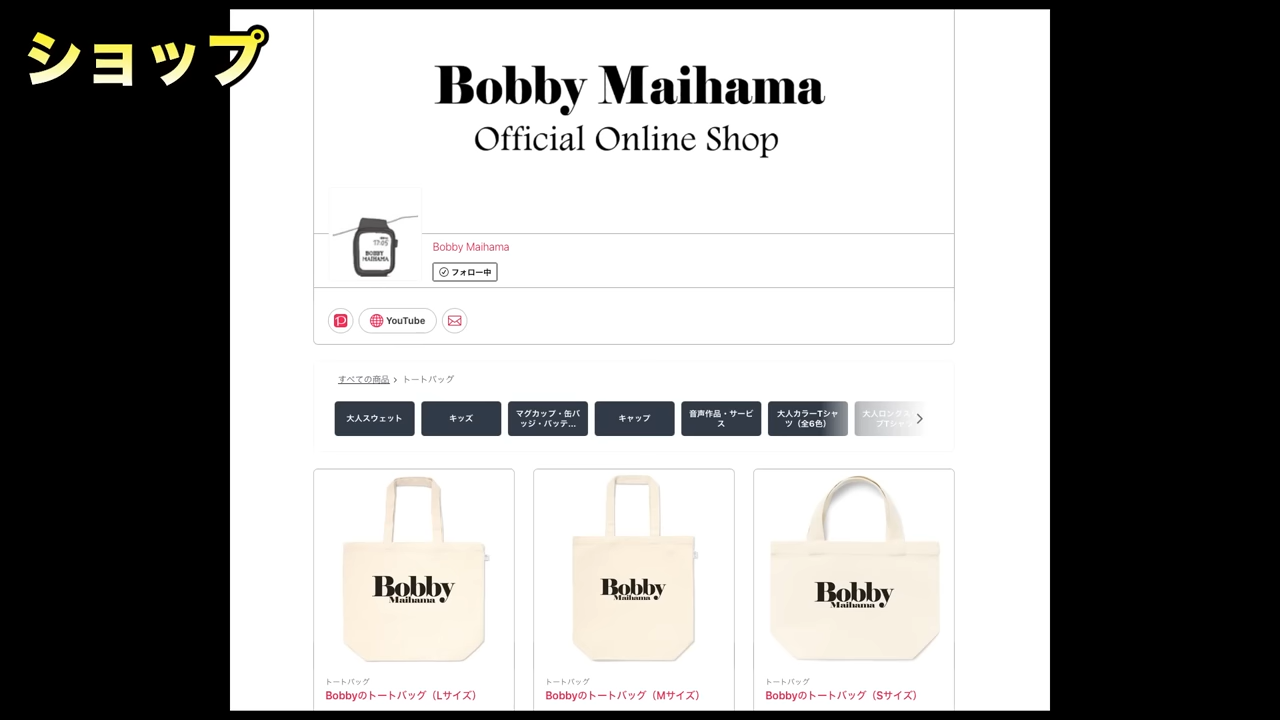 ショップ
Bobby Maihama
Official Online Shop
17:05
BOBBY
MAIHAMA
Bobby Maihama
フォロー中
YouTube
すべての商品 › トートバッグ
大人スウェット
キッズ
マグカップ・缶バ
ッジ・バッテ...
キャップ
音声作品・サービ
ス
大人カラーTシャ
ツ（全6色）
Bobby
Maihama
Bobby
Maihama
Bobby
Maihama
トートバッグ
Bobbyのトートバッグ（Lサイズ）
トートバッグ
Bobbyのトートバッグ（Mサイズ）
トートバッグ
Bobbyのトートバッグ（Sサイズ）